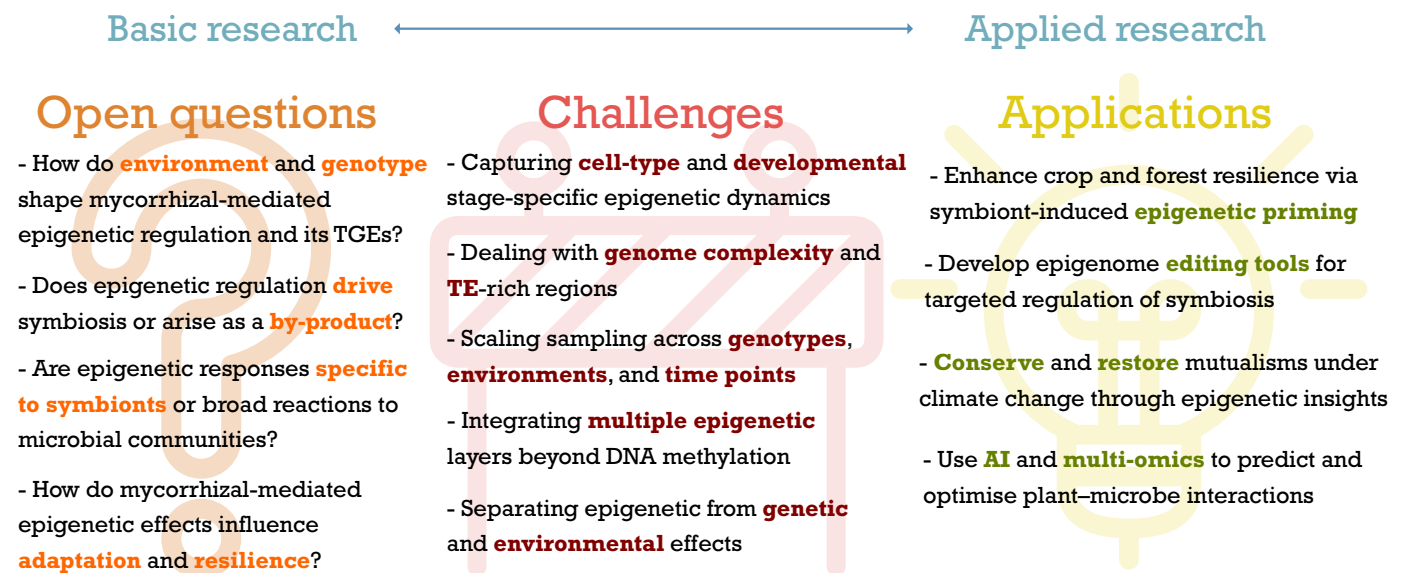 Basic research
Applied research
Open questions
- How do environment and genotype
shape mycorrhizal-mediated
epigenetic regulation and its TGEs?
- Does epigenetic regulation drive
symbiosis or arise as a by-product?
- Are epigenetic responses specific
to symbionts or broad reactions to
microbial communities?
- How do mycorrhizal-mediated
epigenetic effects influence
adaptation and resilience?
Challenges
- Capturing cell-type and developmental
stage-specific epigenetic dynamics
- Dealing with genome complexity and
TE-rich regions
- Scaling sampling across genotypes,
environments, and time points
- Integrating multiple epigenetic
layers beyond DNA methylation
- Separating epigenetic from genetic
and environmental effects
Applications
- Enhance crop and forest resilience via
symbiont-induced epigenetic priming
- Develop epigenome editing tools for
targeted regulation of symbiosis
- Conserve and restore mutualisms under
climate change through epigenetic insights
- Use AI and multi-omics to predict and
optimise plant–microbe interactions